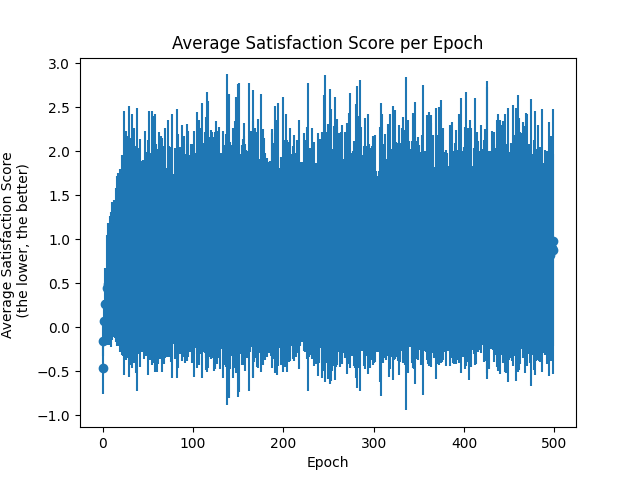 Average Satisfaction Score per Epoch
3.0
2.5
2.0
1.5
1.0
0.5
0.0
−0.5
−1.0
Average Satisfaction Score
(the lower, the better)
0 100 200 300 400 500
Epoch